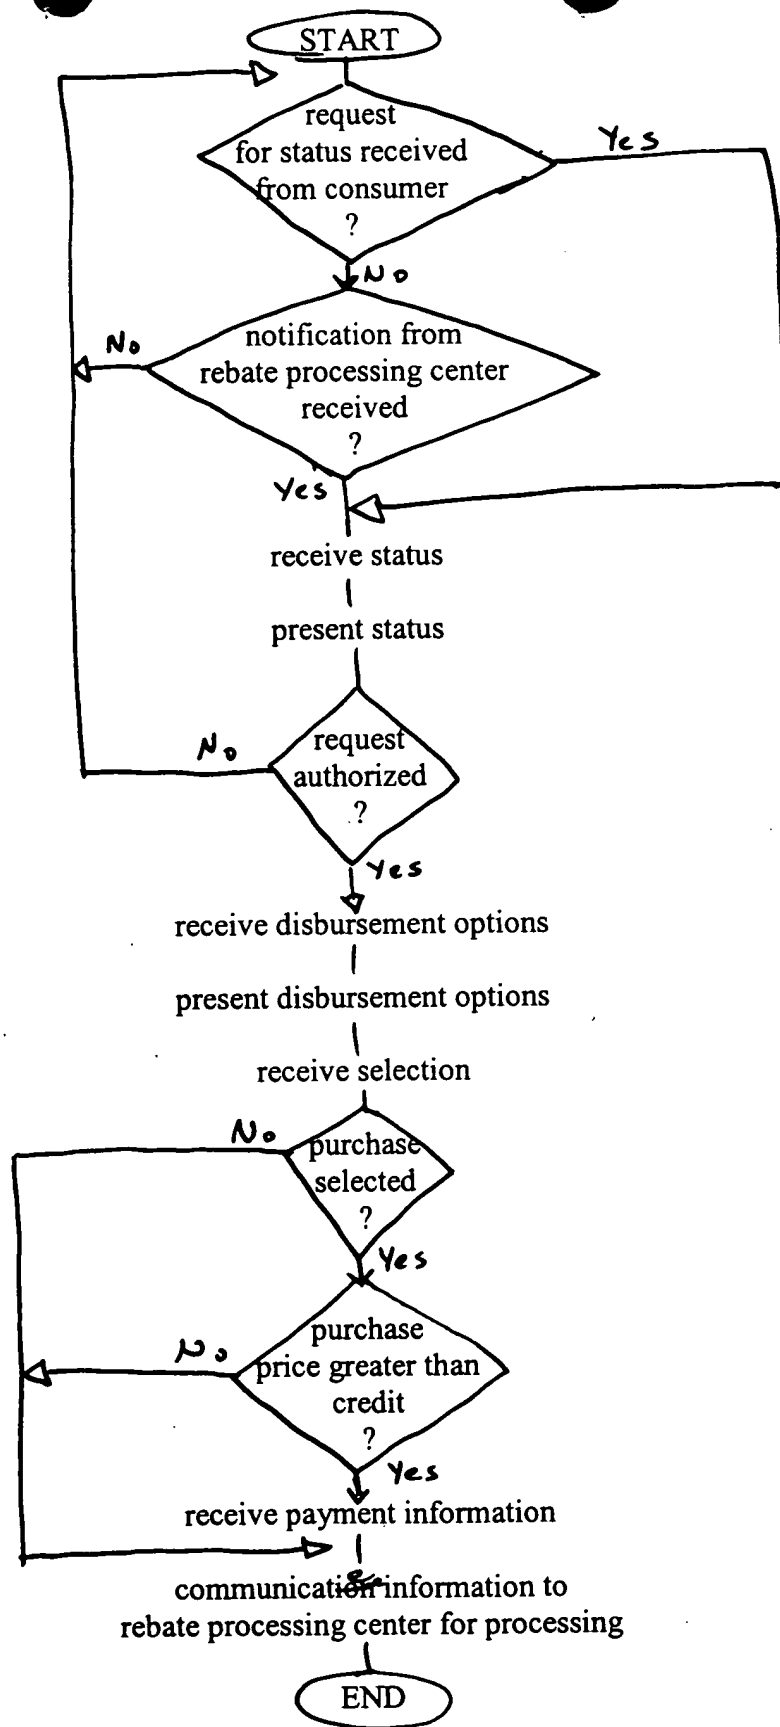 START
request
for status received
from consumer
?
Yes
No
notification from
rebate processing center
received
?
No
Yes
receive status
present status
request
authorized
?
No
Yes
receive disbursement options
present disbursement options
receive selection
purchase
selected
?
No
Yes
purchase
price greater than
credit
?
No
Yes
receive payment information
communicate information to
rebate processing center for processing
END